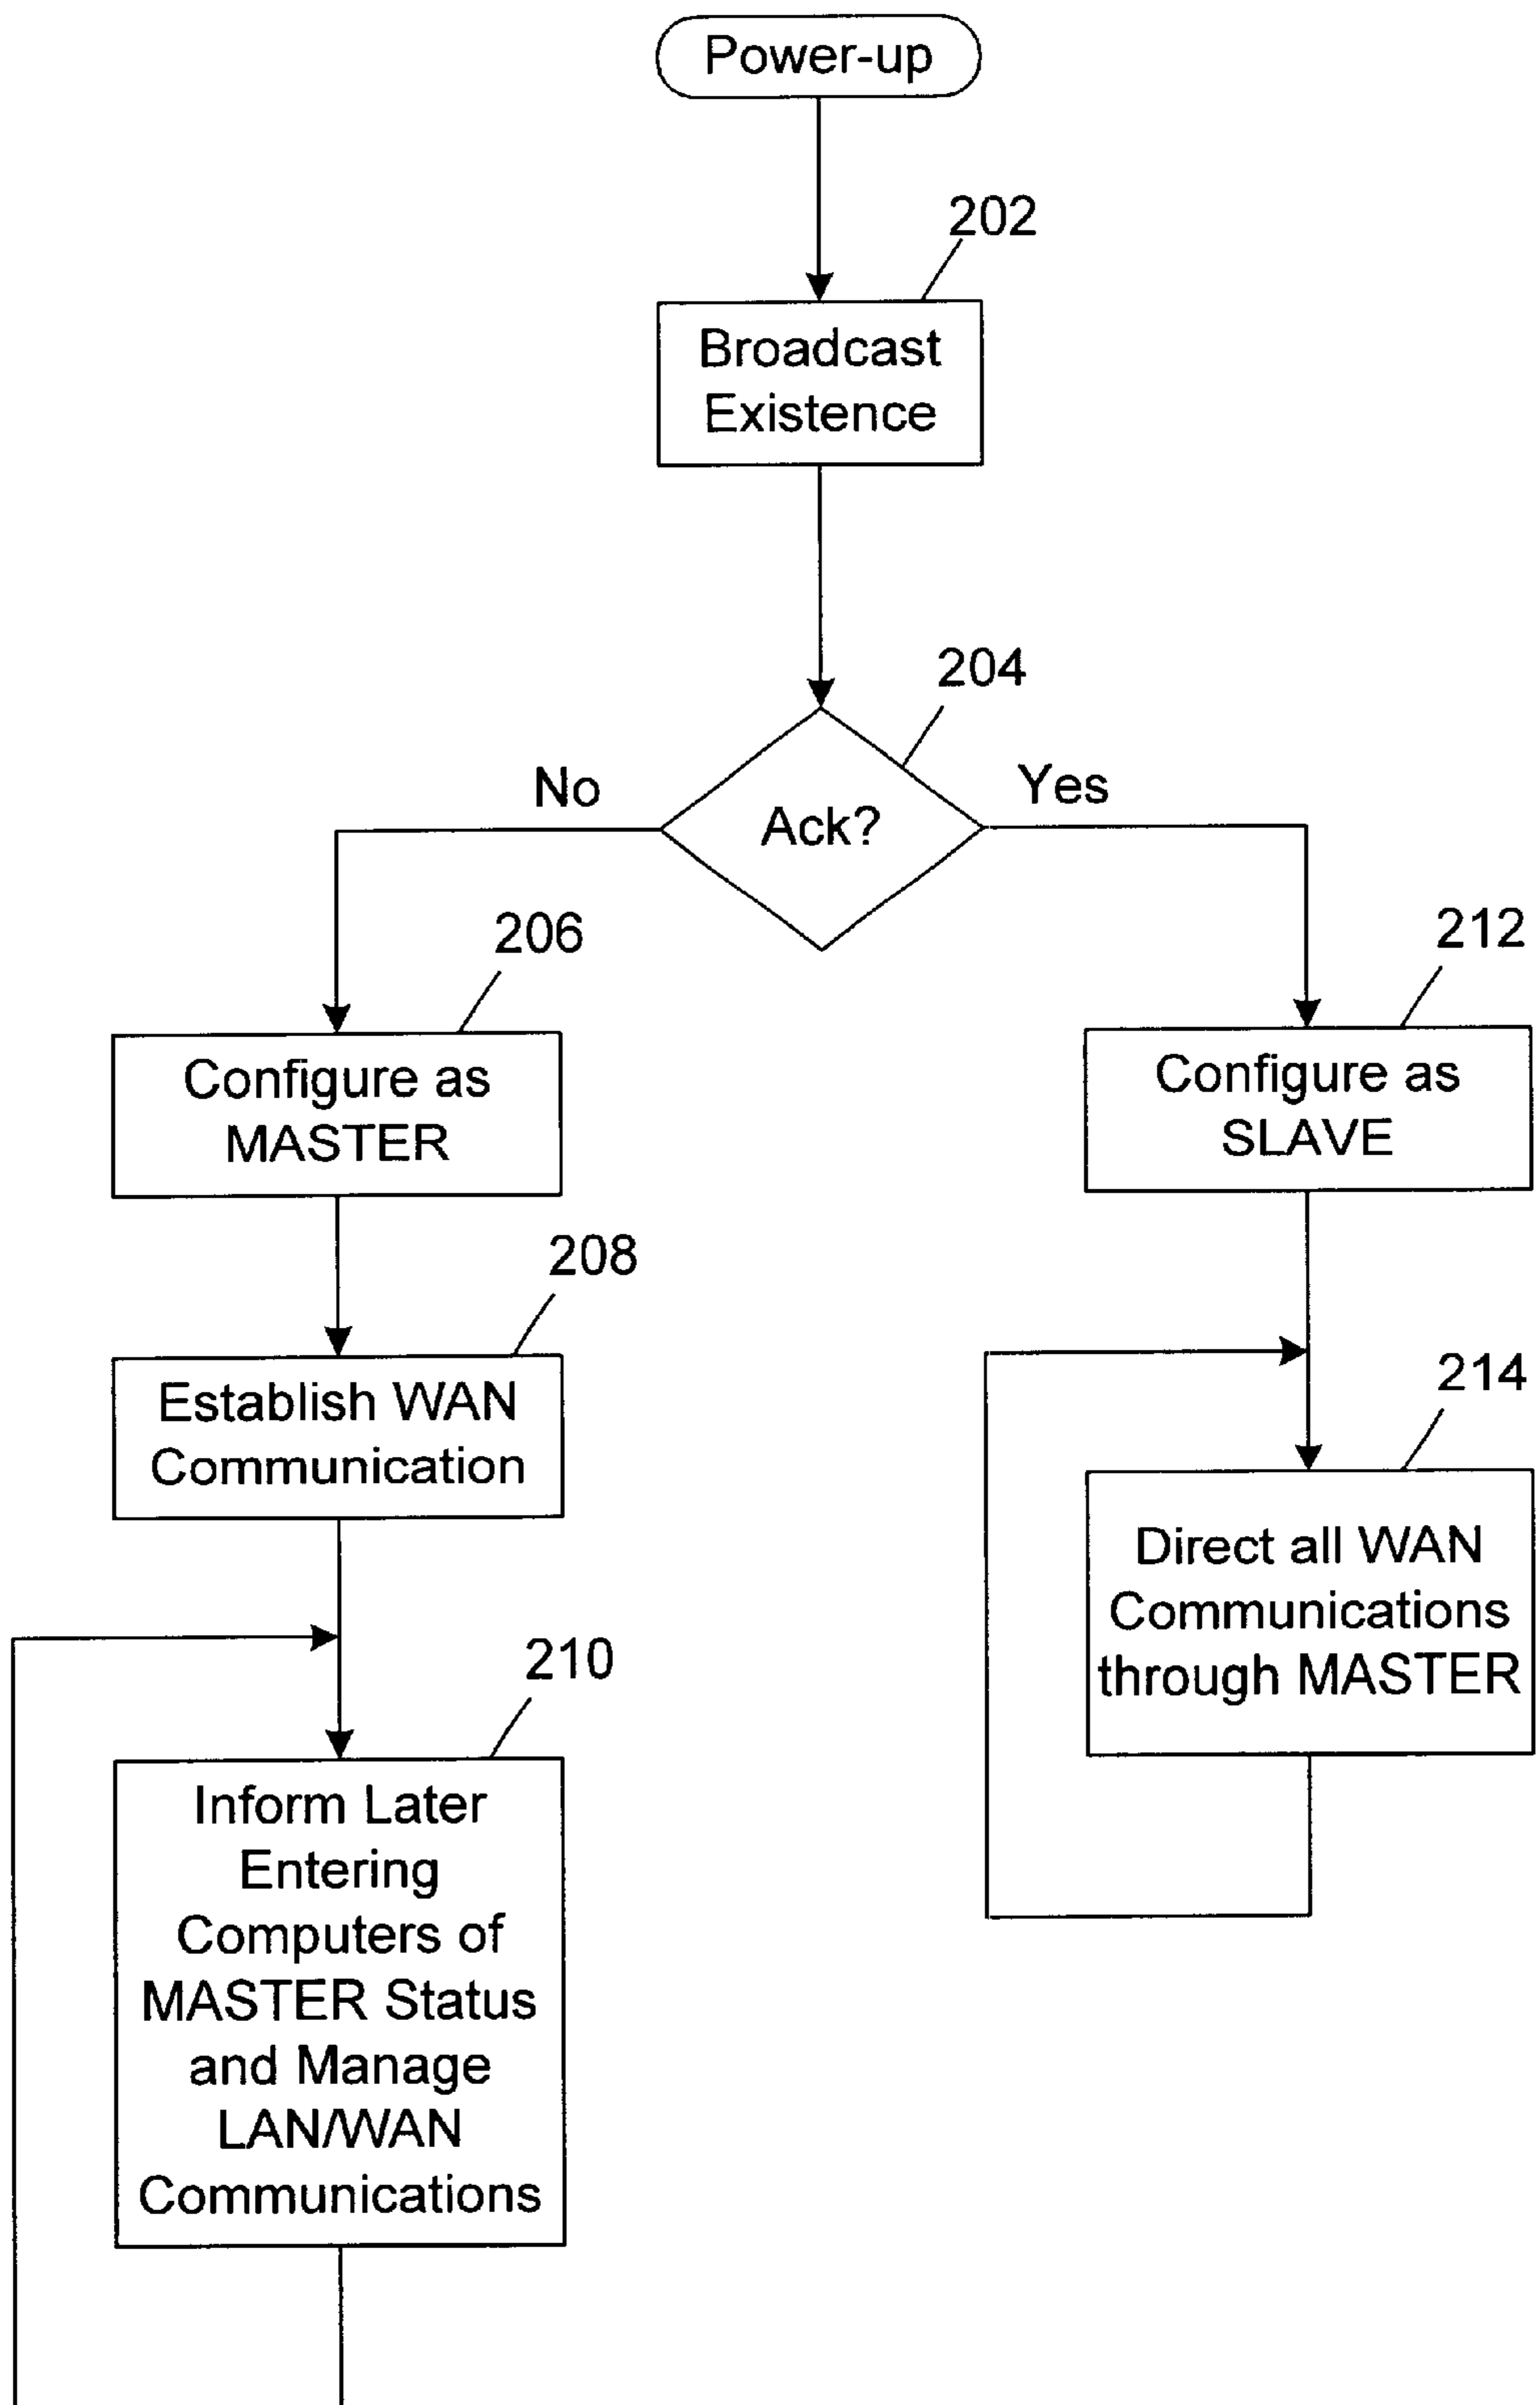 Power-up
202
Broadcast
Existence
204
No
Ack?
Yes
206
Configure as
MASTER
212
Configure as
SLAVE
208
Establish WAN
Communication
214
Direct all WAN
Communications
through MASTER
210
Inform Later
Entering
Computers of
MASTER Status
and Manage
LAN/WAN
Communications